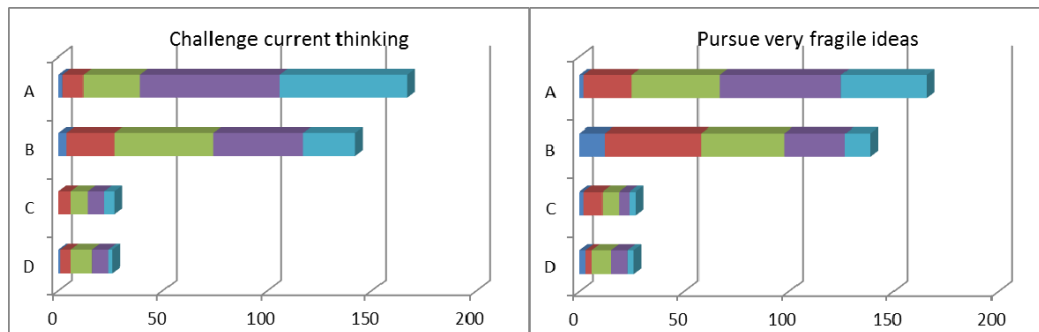 Challenge current thinking
A
B
C
D
0 50 100 150 200
Pursue very fragile ideas
A
B
C
D
0 50 100 150 200